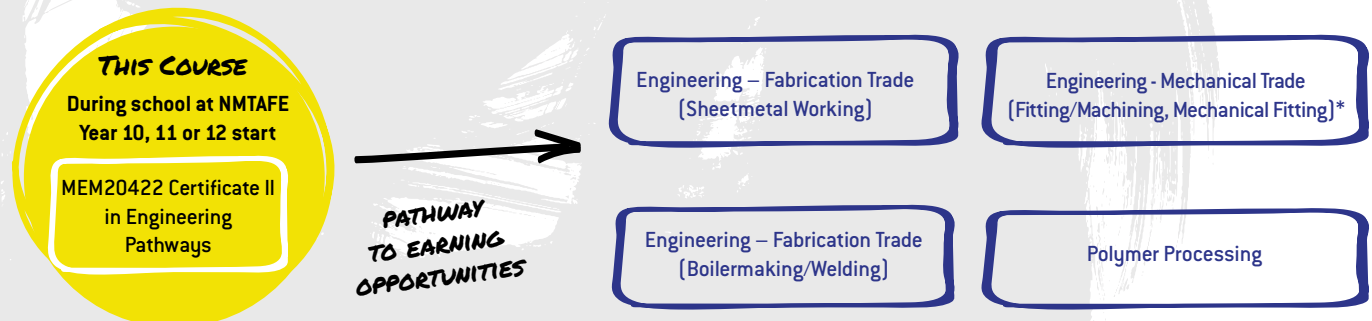 THIS COURSE
During school at NMTAFE
Year 10, 11 or 12 start
MEM20422 Certificate II
in Engineering
Pathways
PATHWAY
TO EARNING
OPPORTUNITIES
Engineering – Fabrication Trade
(Sheetmetal Working)
Engineering - Mechanical Trade
(Fitting/Machining, Mechanical Fitting)*
Engineering – Fabrication Trade
(Boilermaking/Welding)
Polymer Processing